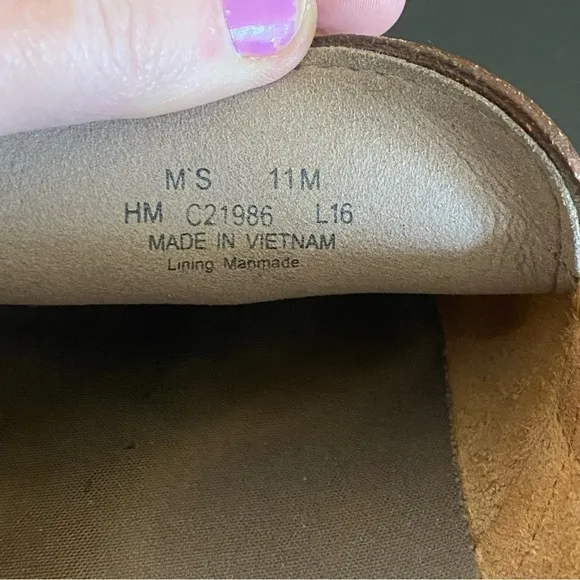 M'S 11M
HM C21986 L16
MADE IN VIETNAM
Lining Manmade